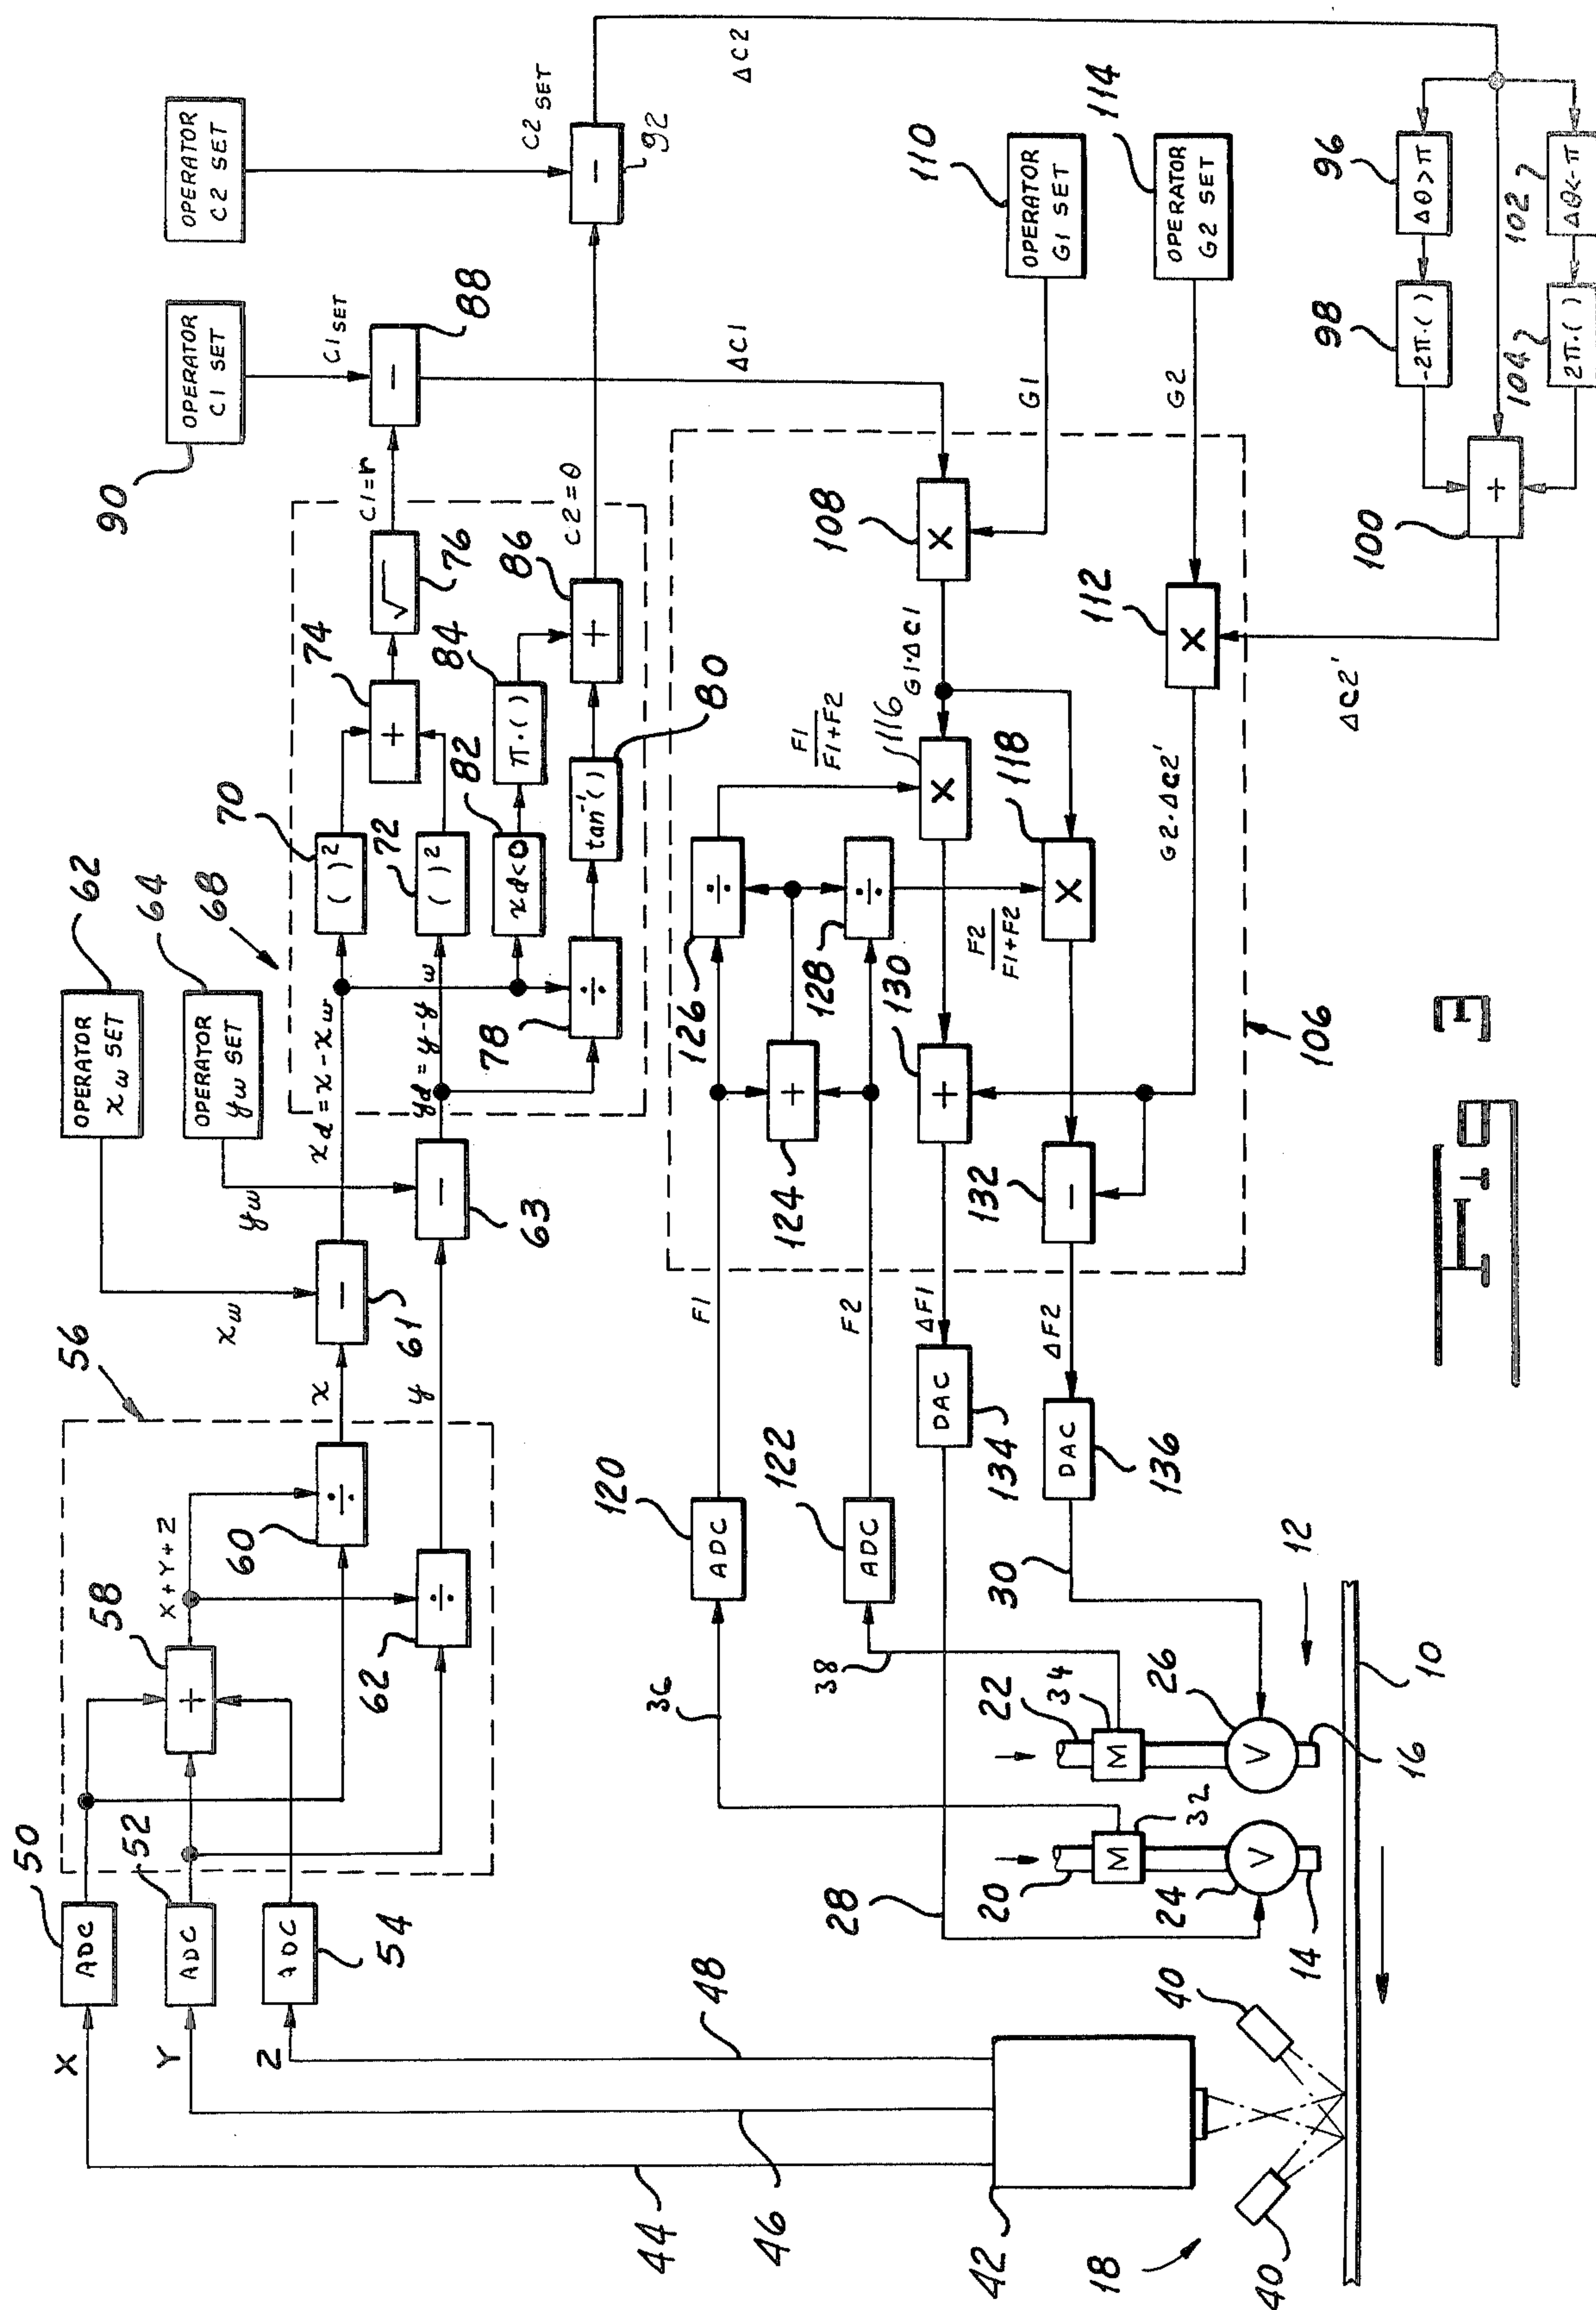 OPERATOR
C2 SET
OPERATOR
C1 SET
90
C2 SET
C1 SET
92
88
ΔC2
ΔC1
OPERATOR
G1 SET
110
OPERATOR
G2 SET
114
G1
G2
Δθ>π
96
Δθ<-π
102
-2π·( )
98
2π·( )
104
+
100
ΔC2'
OPERATOR
xw SET
62
OPERATOR
yw SET
64
68
xw
yw
xd=x-xw
yd=y-yw
( )²
70
( )²
72
+
74
√
76
C1=r
xd<0
82
π·( )
84
÷
78
tan⁻¹( )
80
+
86
C2=θ
−
−
56
X+Y+Z
+
58
÷
60
÷
62
x
y
−
61
−
63
ADC
50
ADC
52
ADC
54
X
Y
Z
44
46
48
42
18
40
40
÷
126
÷
128
+
124
F1/F1+F2
F2/F1+F2
X
108
G1·ΔC1
X
116
X
118
X
112
G2·ΔC2'
+
130
−
132
106
F1
F2
ΔF1
ΔF2
ADC
120
ADC
122
DAC
134
DAC
136
36
38
28
30
20
22
M
32
M
34
V
24
V
26
14
16
12
10
FIG 3